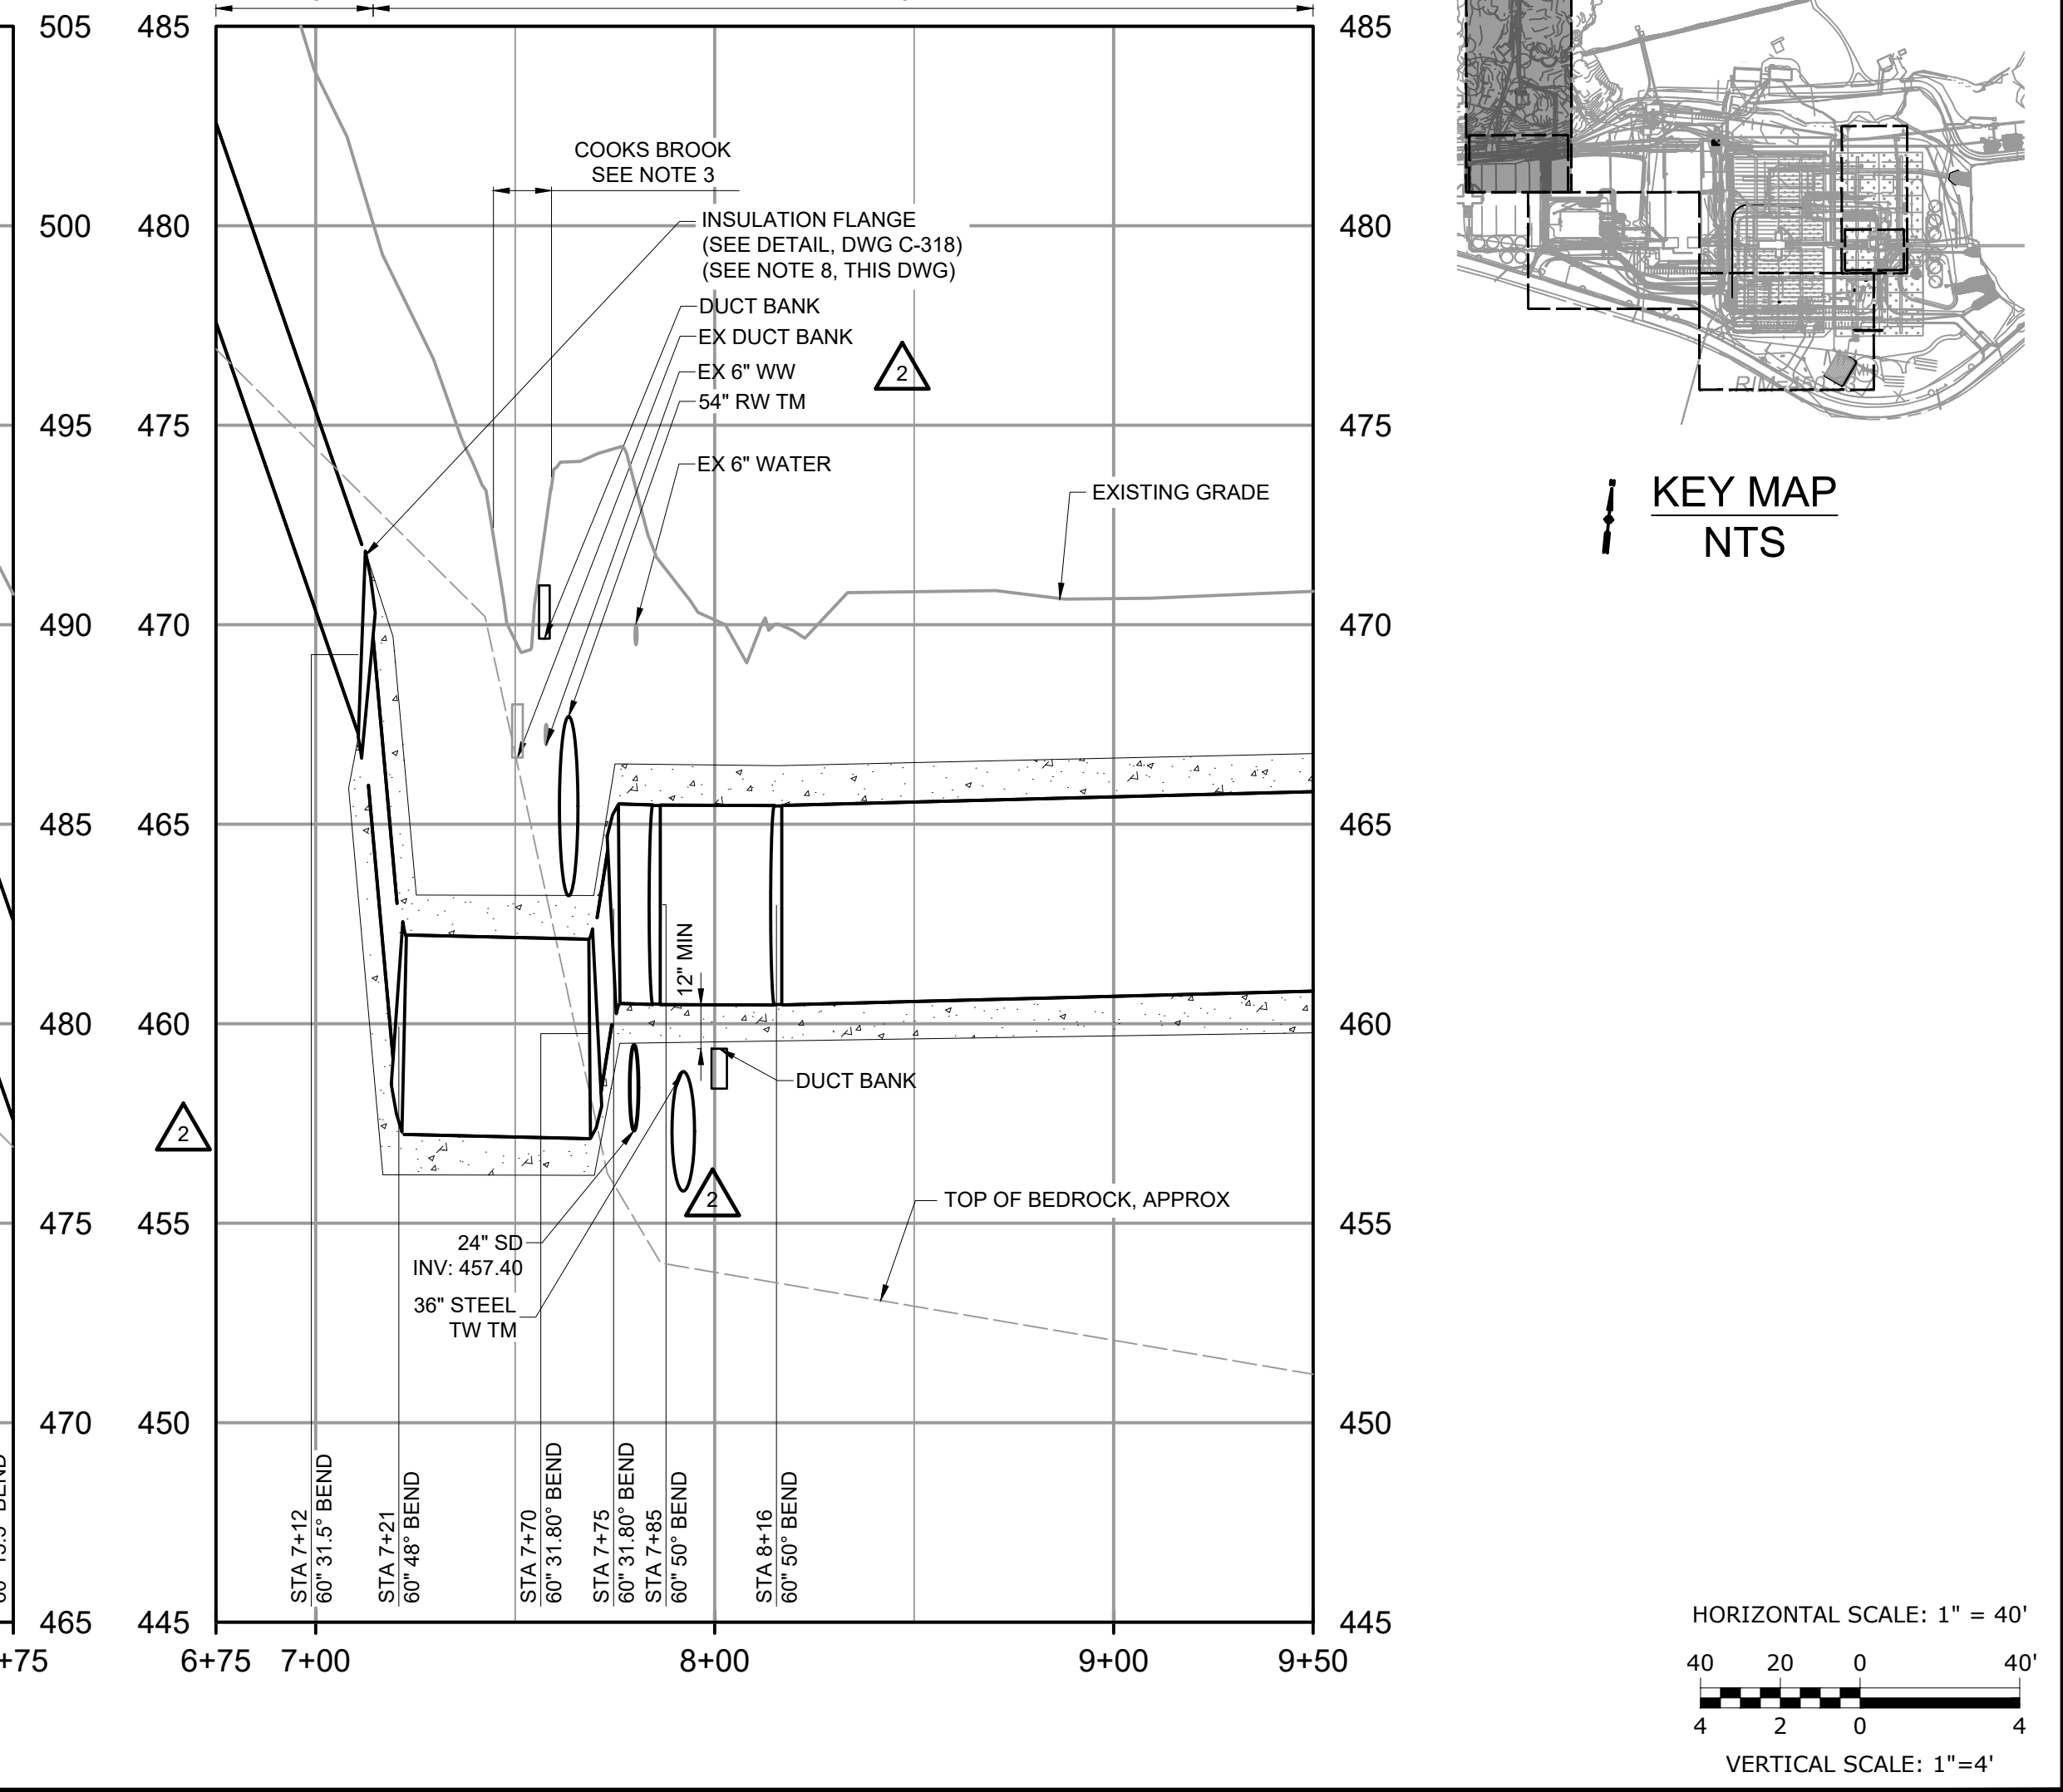 505
500
495
490
485
480
475
470
465
+75
485
480
475
470
465
460
455
450
445
COOKS BROOK
SEE NOTE 3
INSULATION FLANGE
(SEE DETAIL, DWG C-318)
(SEE NOTE 8, THIS DWG)
DUCT BANK
EX DUCT BANK
EX 6" WW
54" RW TM
EX 6" WATER
2
EXISTING GRADE
12" MIN
DUCT BANK
2
2
TOP OF BEDROCK, APPROX
24" SD
INV: 457.40
36" STEEL
TW TM
STA 7+12
60" 31.5° BEND
STA 7+21
60" 48° BEND
STA 7+70
60" 31.80° BEND
STA 7+75
60" 31.80° BEND
STA 7+85
60" 50° BEND
STA 8+16
60" 50° BEND
485
480
475
470
465
460
455
450
445
6+75
7+00
8+00
9+00
9+50
KEY MAP
NTS
HORIZONTAL SCALE: 1" = 40'
40 20 0 40'
4 2 0 4
VERTICAL SCALE: 1"=4'